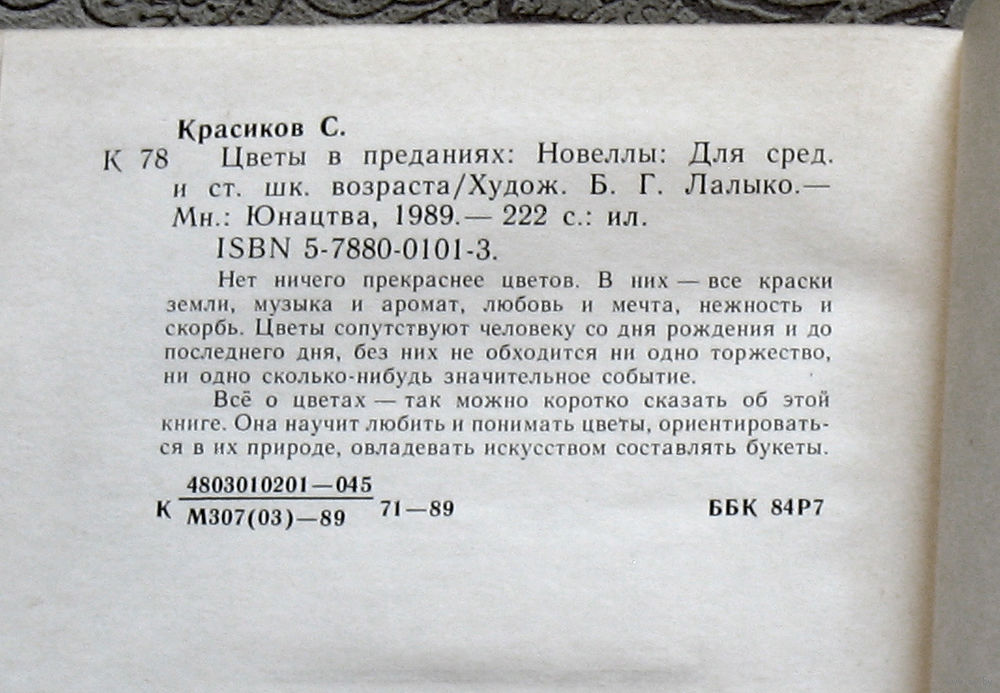 Красиков С.
К 78 Цветы в преданиях: Новеллы: Для сред.
и ст. шк. возраста/Худож. Б. Г. Лалыко.—
Мн.: Юнацтва, 1989.— 222 с.: ил.
ISBN 5-7880-0101-3.
Нет ничего прекраснее цветов. В них — все краски
земли, музыка и аромат, любовь и мечта, нежность и
скорбь. Цветы сопутствуют человеку со дня рождения и до
последнего дня, без них не обходится ни одно торжество,
ни одно сколько-нибудь значительное событие.
Всё о цветах — так можно коротко сказать об этой
книге. Она научит любить и понимать цветы, ориентировать-
ся в их природе, овладевать искусством составлять букеты.
4803010201—045
К М307(03)—89 71—89 ББК 84Р7